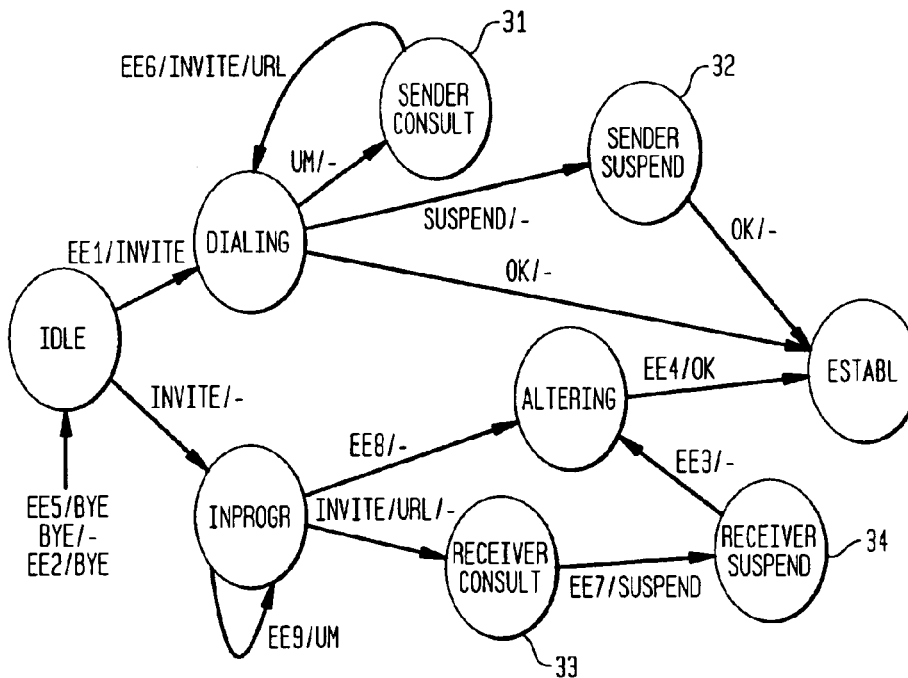 31
EE6/INVITE/URL
SENDER
CONSULT
32
SENDER
SUSPEND
UM/-
SUSPEND/-
DIALING
OK/-
EE1/INVITE
OK/-
IDLE
ESTABL
EE4/OK
ALTERING
INVITE/-
EE8/-
EE3/-
EE5/BYE
BYE/-
EE2/BYE
INPROGR
INVITE/URL/-
RECEIVER
CONSULT
RECEIVER
SUSPEND
34
EE7/SUSPEND
EE9/UM
33